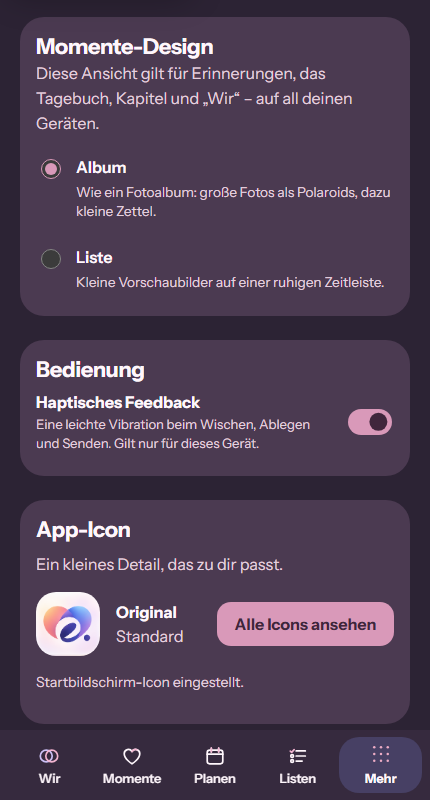 Momente-Design
Diese Ansicht gilt für Erinnerungen, das
Tagebuch, Kapitel und „Wir“ – auf all deinen
Geräten.
Album
Wie ein Fotoalbum: große Fotos als Polaroids, dazu
kleine Zettel.
Liste
Kleine Vorschaubilder auf einer ruhigen Zeitleiste.
Bedienung
Haptisches Feedback
Eine leichte Vibration beim Wischen, Ablegen
und Senden. Gilt nur für dieses Gerät.
App-Icon
Ein kleines Detail, das zu dir passt.
Original
Standard
Alle Icons ansehen
Startbildschirm-Icon eingestellt.
Wir
Momente
Planen
Listen
Mehr